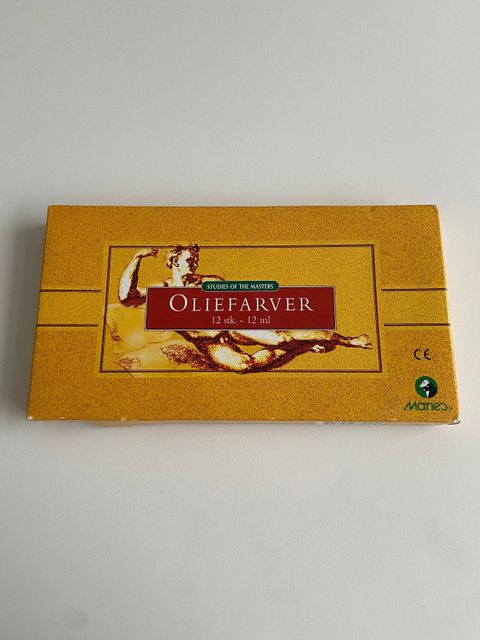 STUDIES OF THE MASTERS
OLIEFARVER
12 stk. - 12 ml
CE
Maries